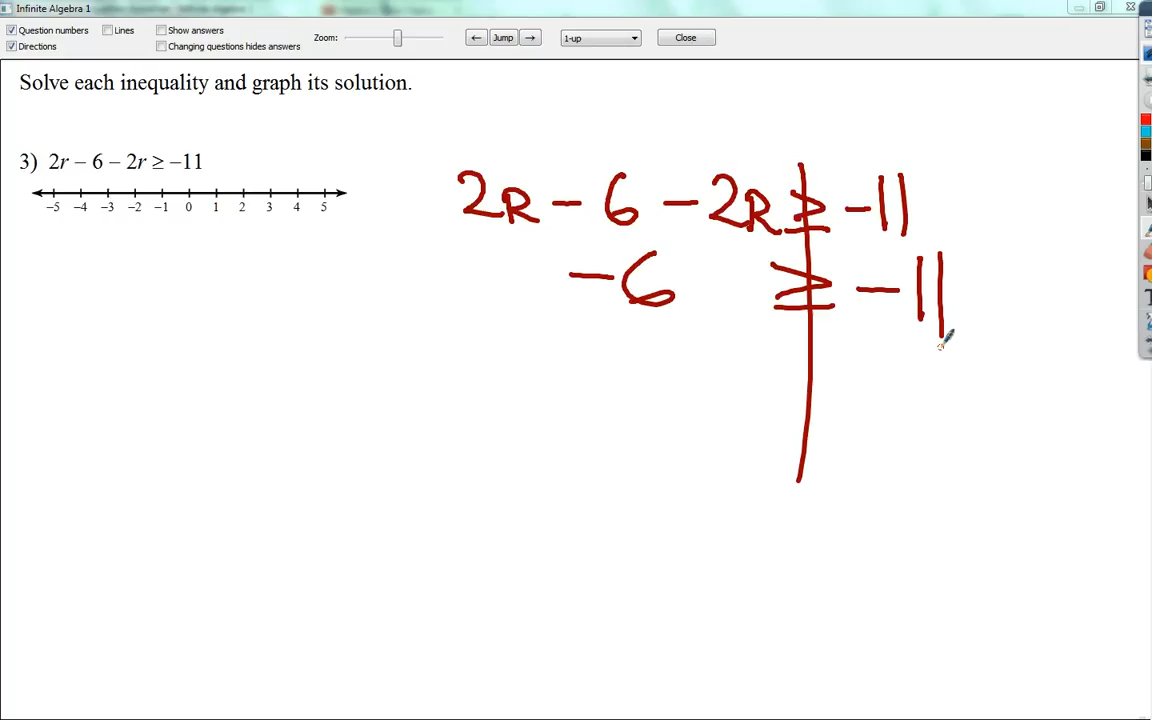 Infinite Algebra 1
Question numbers Lines Show answers
Directions Changing questions hides answers
Zoom: ← Jump → 1-up Close
Solve each inequality and graph its solution.
3) 2r – 6 – 2r ≥ –11
–5 –4 –3 –2 –1 0 1 2 3 4 5
2R – 6 – 2R ≥ –11
–6 ≥ –11